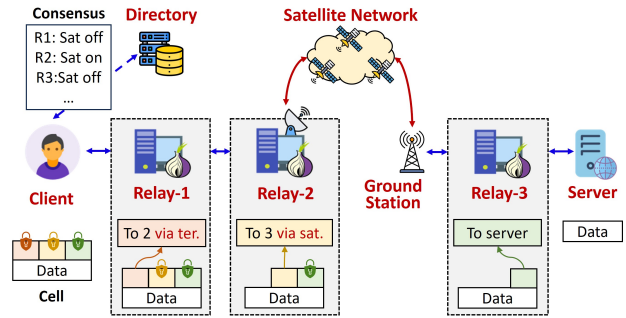 Consensus
R1: Sat off
R2: Sat on
R3:Sat off
...
Directory
Satellite Network
Client
Relay-1
Relay-2
Ground
Station
Relay-3
Server
To 2 via ter.
To 3 via sat.
To server
Data
Data
Cell
Data
Data
Data